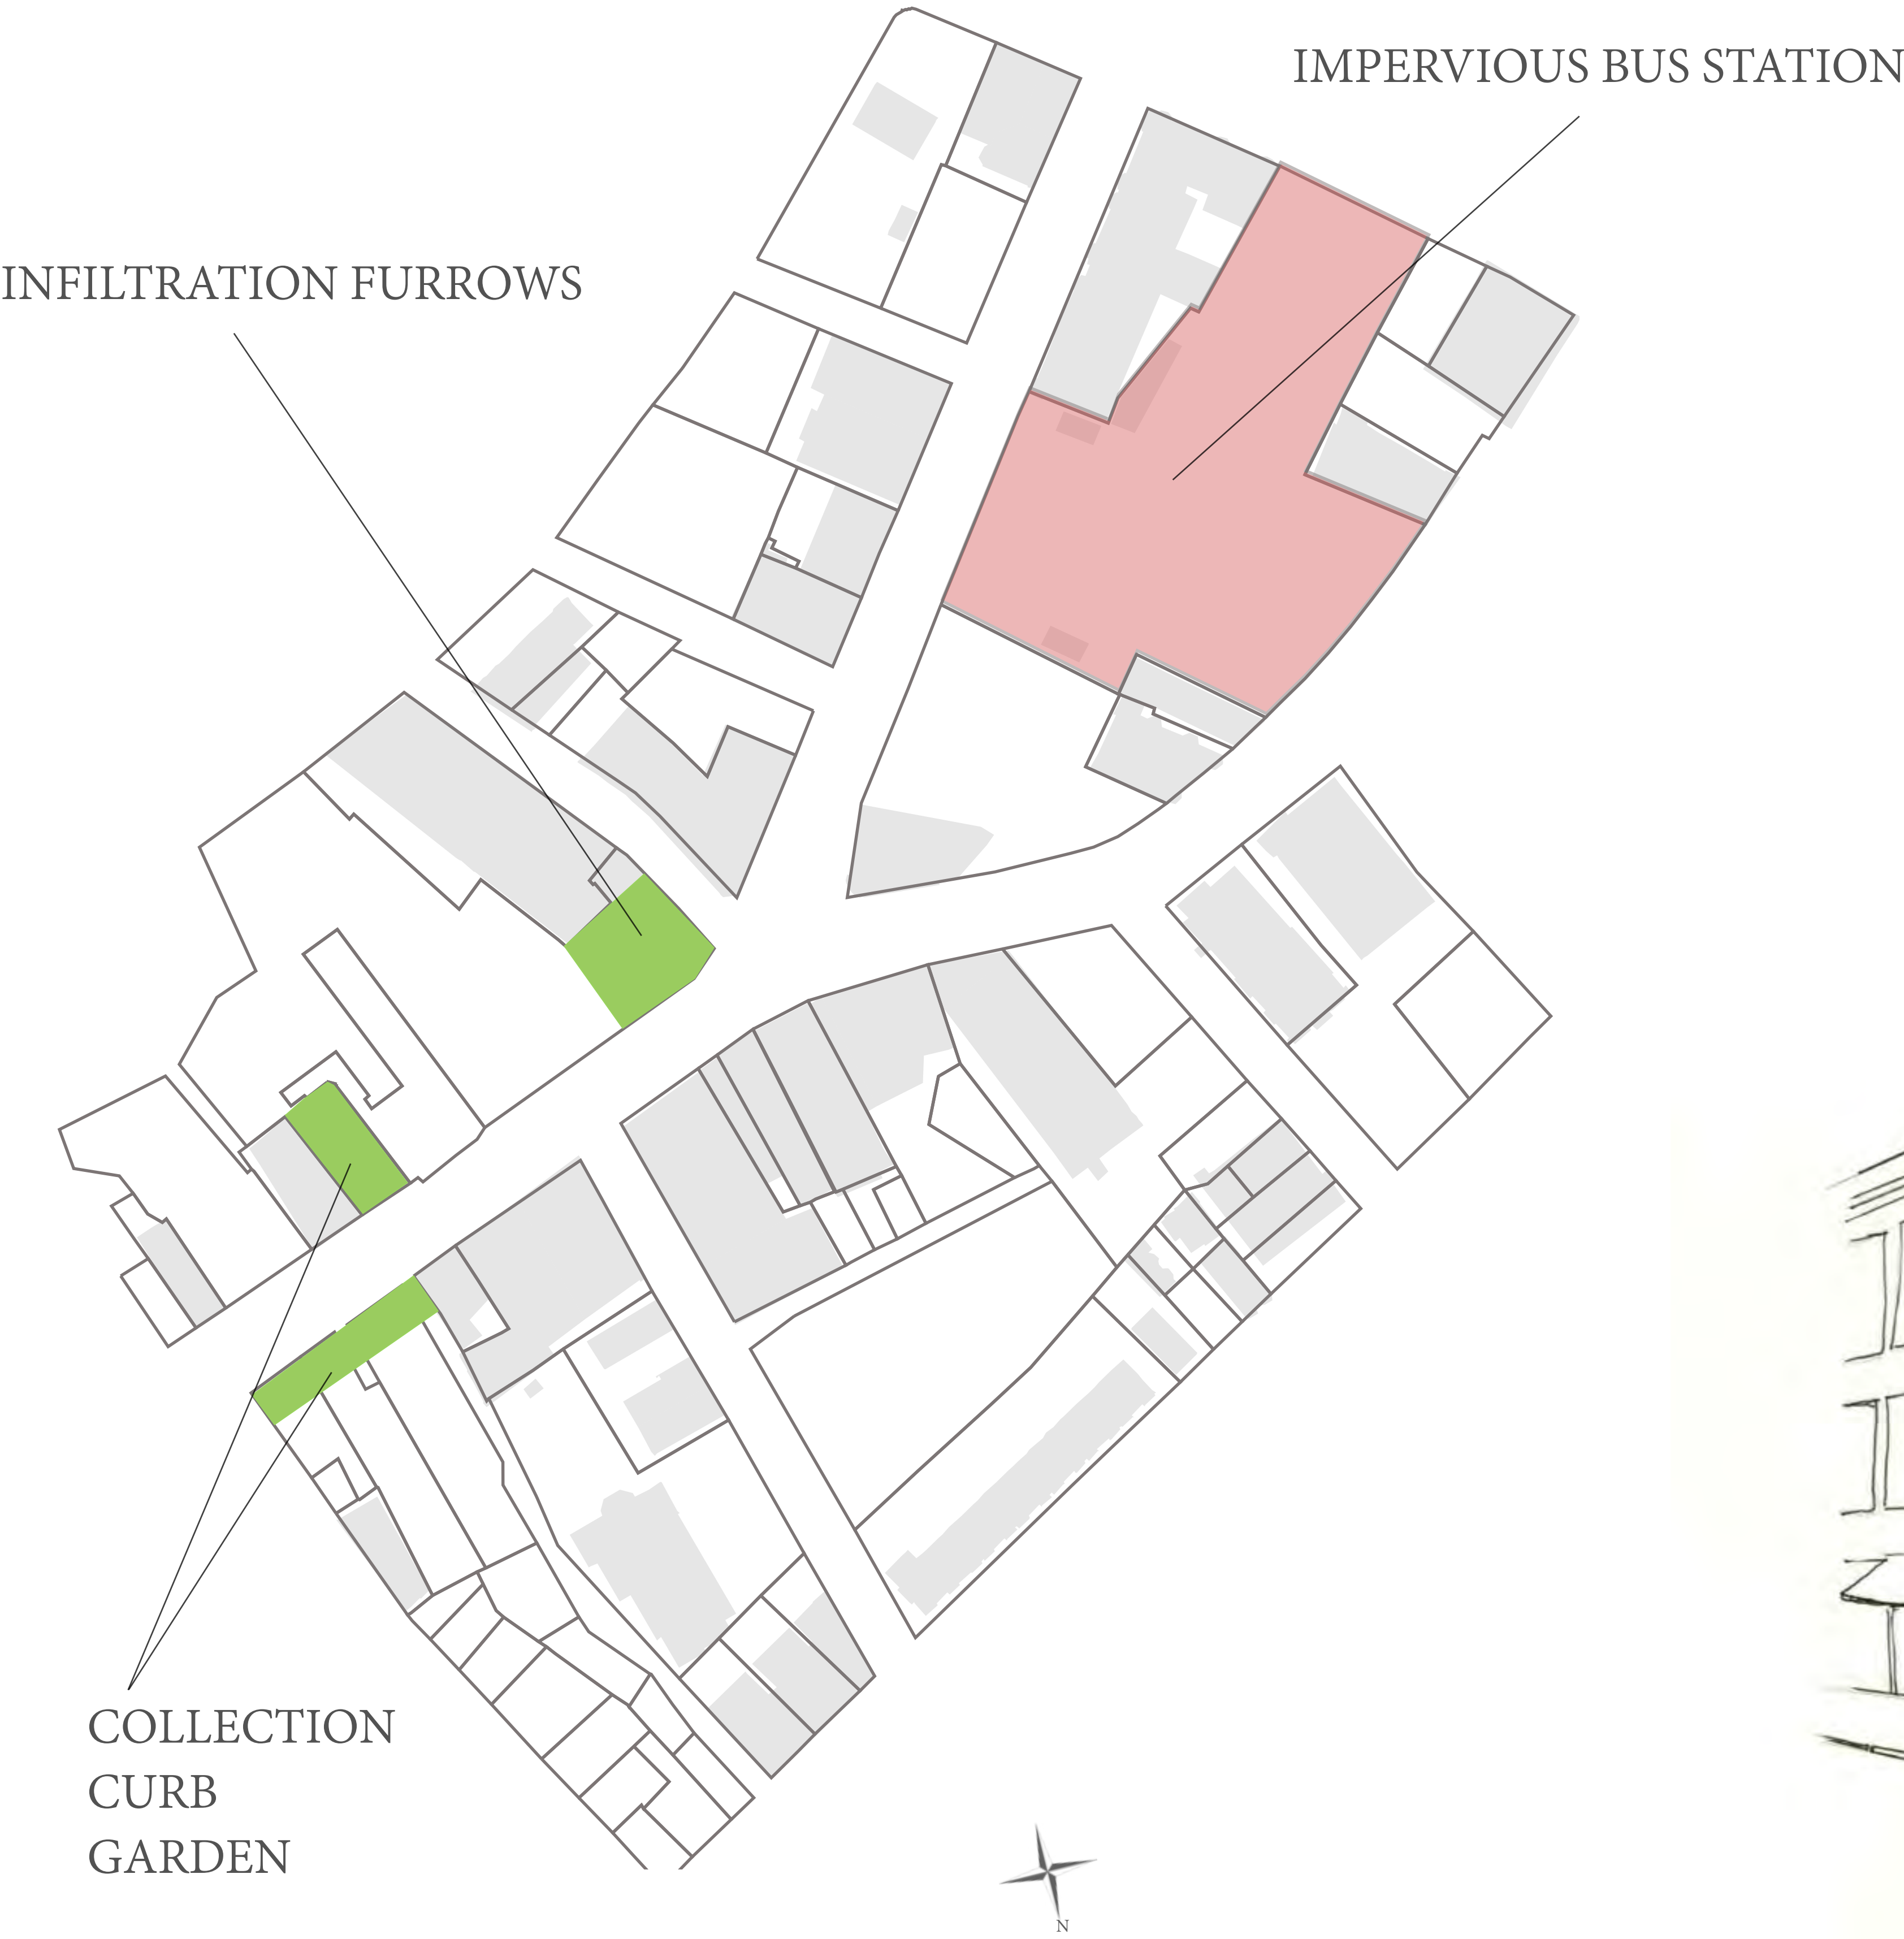 IMPERVIOUS BUS STATION
INFILTRATION FURROWS
COLLECTION
CURB
GARDEN
N